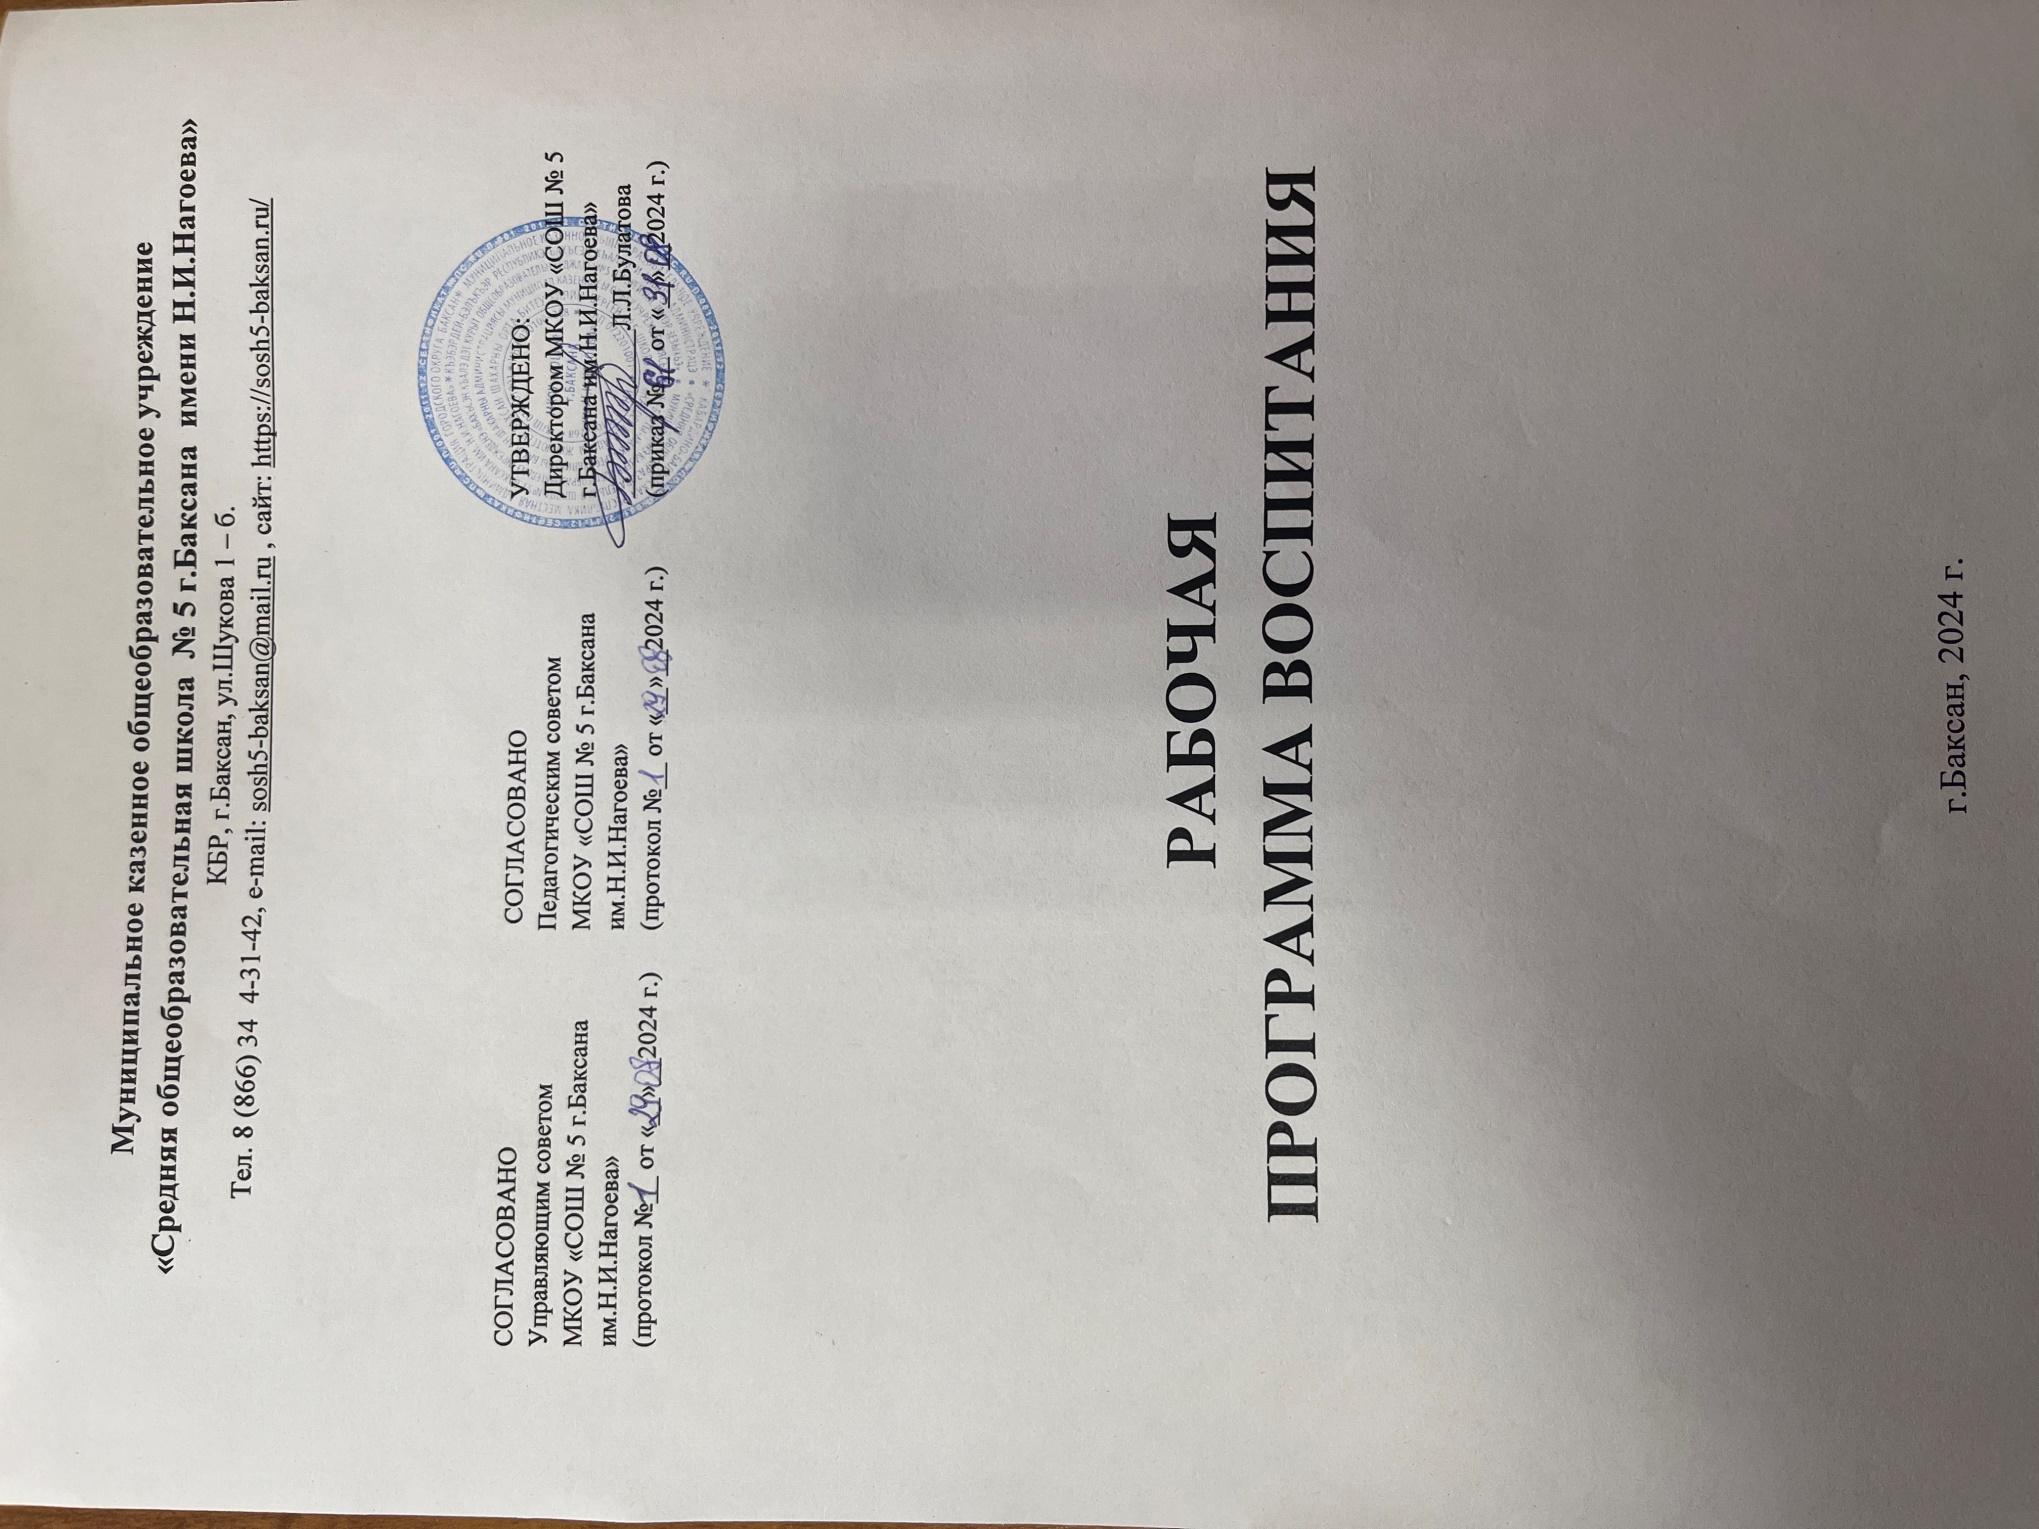 Муниципальное казенное общеобразовательное учреждение
«Средняя общеобразовательная школа № 5 г.Баксана имени Н.И.Нагоева»
КБР, г.Баксан, ул.Шукова 1 – б.
Тел. 8 (866) 34 4-31-42, e-mail: sosh5-baksan@mail.ru , сайт: https://sosh5-baksan.ru/
СОГЛАСОВАНО
Управляющим советом
МКОУ «СОШ № 5 г.Баксана
им.Н.И.Нагоева»
(протокол № 1 от «29» 08 2024 г.)
СОГЛАСОВАНО
Педагогическим советом
МКОУ «СОШ № 5 г.Баксана
им.Н.И.Нагоева»
(протокол № 1 от «29» 08 2024 г.)
УТВЕРЖДЕНО:
Директором МКОУ «СОШ № 5
г.Баксана им.Н.И.Нагоева»
Л.Л.Булатова
(приказ № от «31» 08 2024 г.)
РАБОЧАЯ
ПРОГРАММА ВОСПИТАНИЯ
г.Баксан, 2024 г.